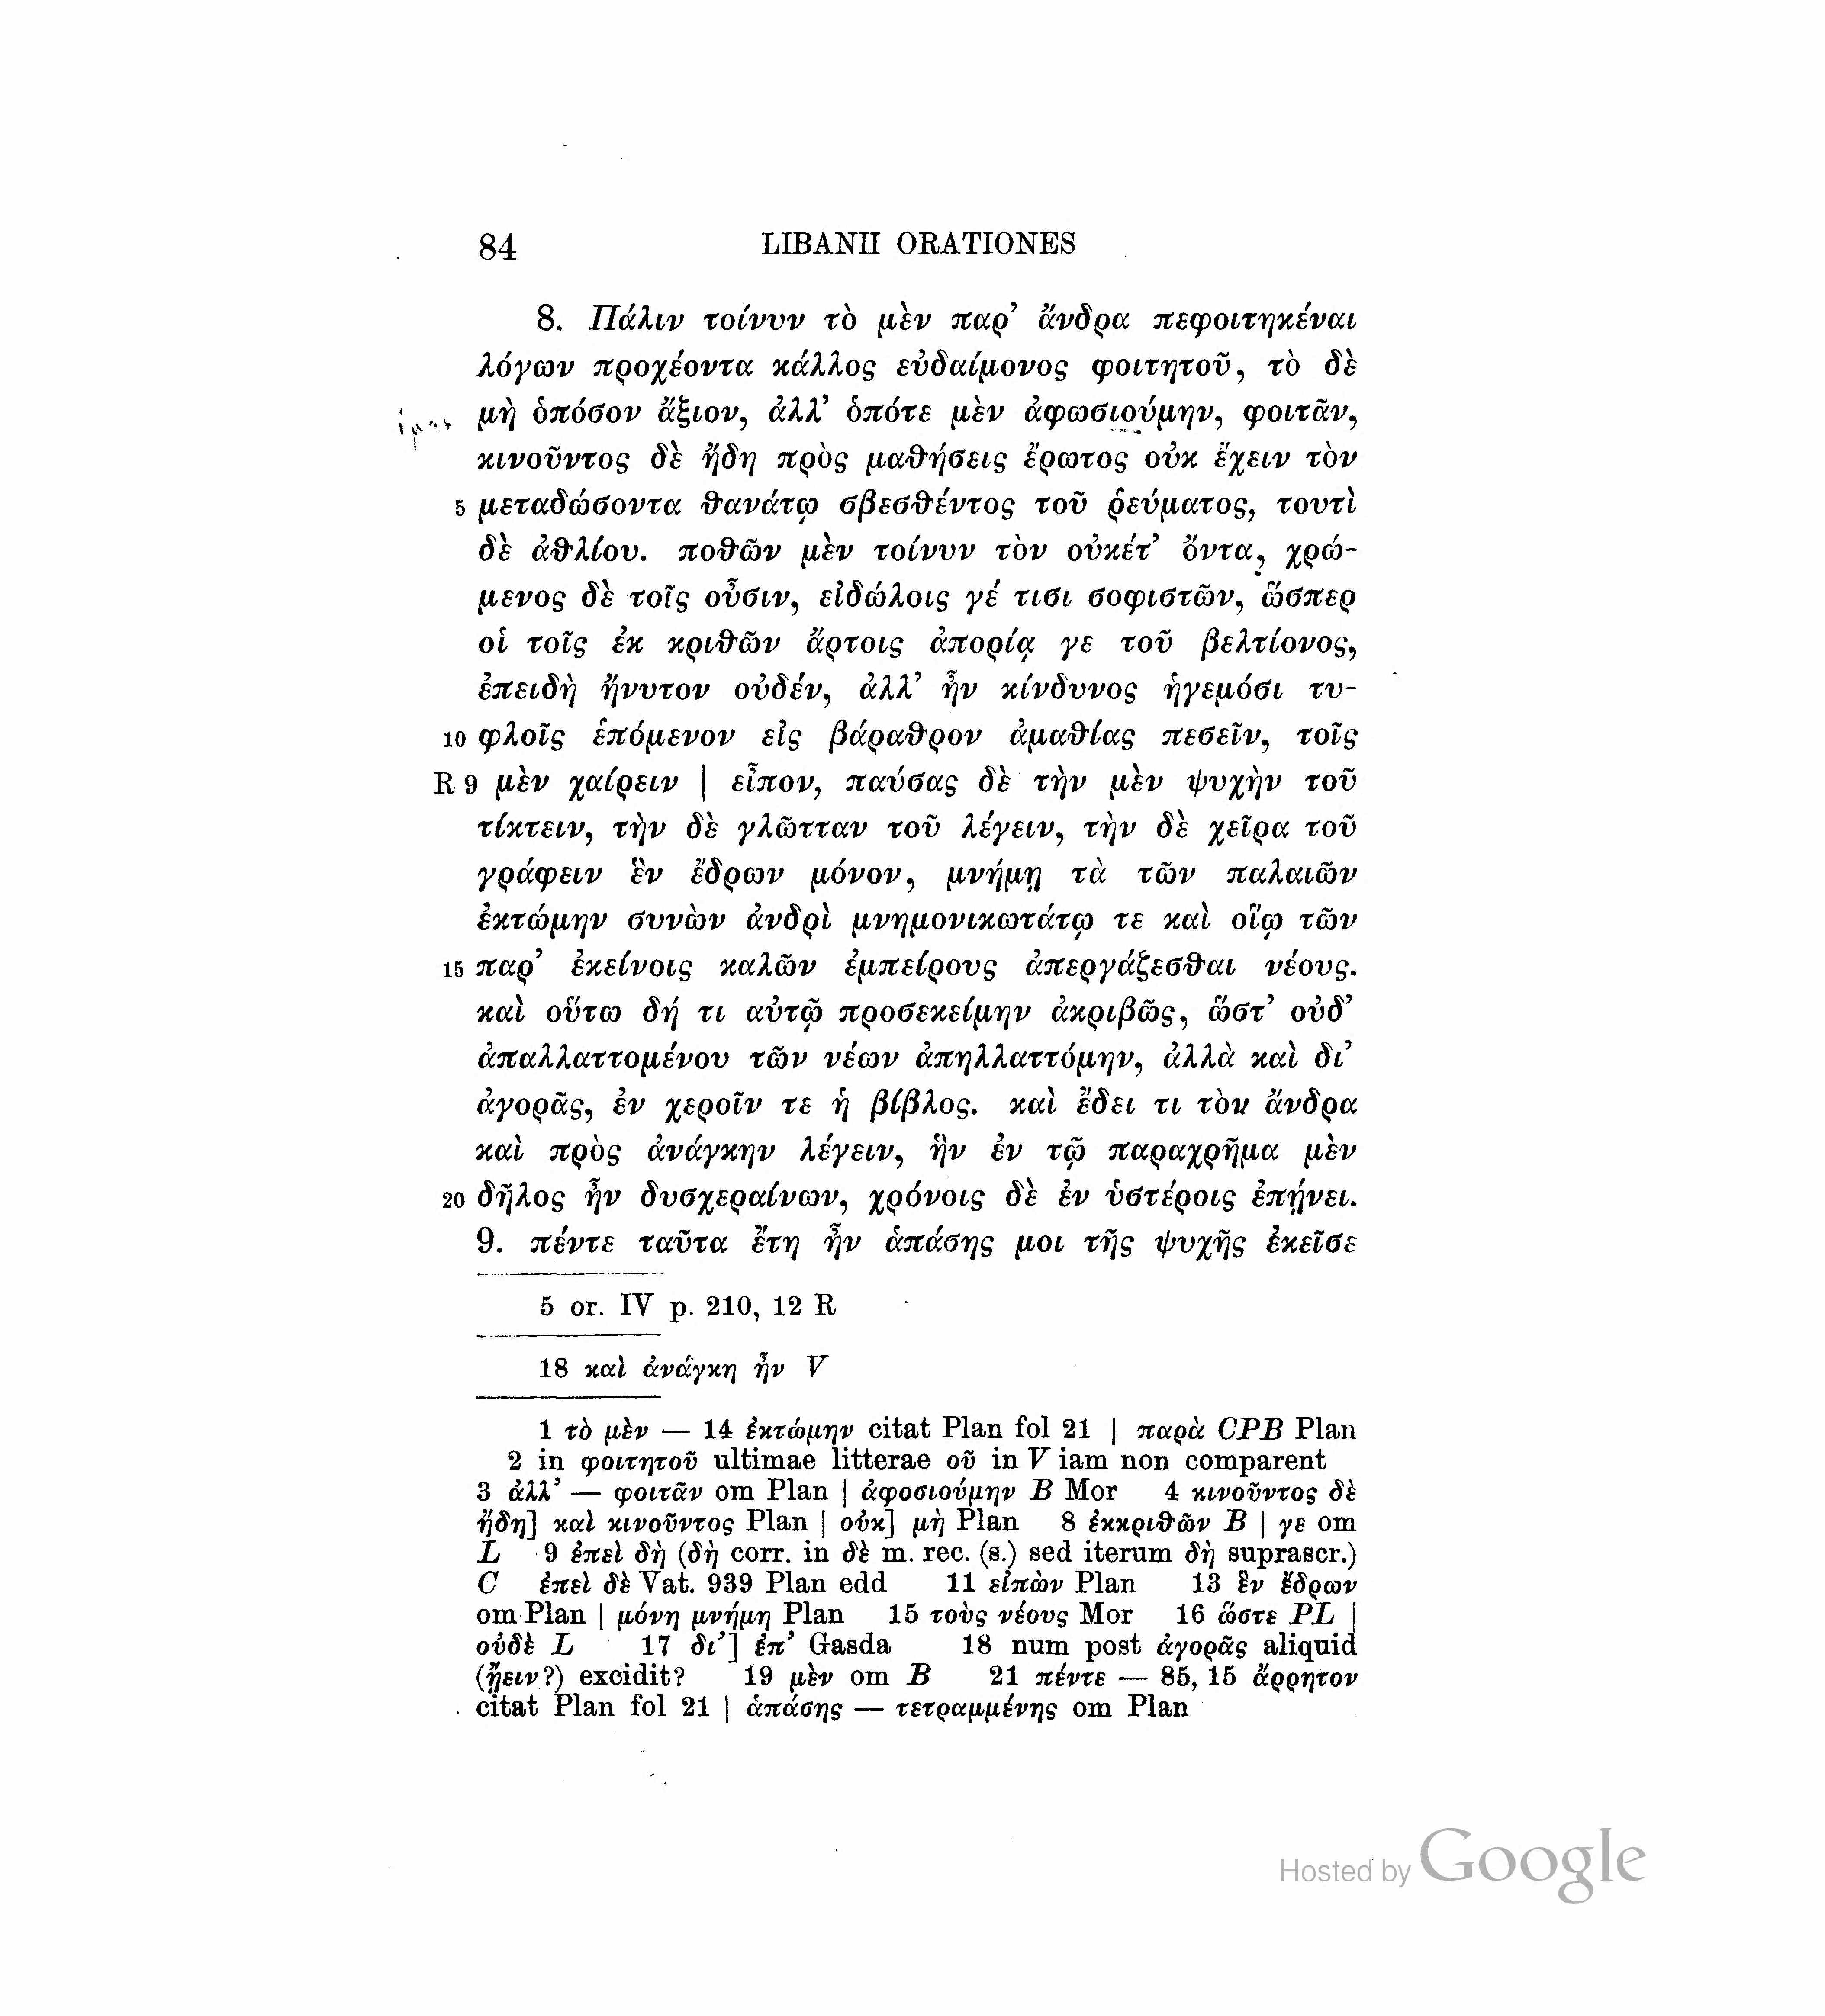 84 LIBANII ORATIONES
8. Πάλιν τοίνυν τὸ μὲν παρ’ ἄνδρα πεφοιτηκέναι
λόγων προχέοντα κάλλος εὐδαίμονος φοιτητοῦ, τὸ δὲ
μὴ ὁπόσον ἄξιον, ἀλλ’ ὁπότε μὲν ἀφωσιούμην, φοιτᾶν,
κινοῦντος δὲ ἤδη πρὸς μαθήσεις ἔρωτος οὐκ ἔχειν τὸν
5 μεταδώσοντα θανάτῳ σβεσθέντος τοῦ ῥεύματος, τουτὶ
δὲ ἀθλίου. ποθῶν μὲν τοίνυν τὸν οὐκέτ’ ὄντα, χρώ-
μενος δὲ τοῖς οὖσιν, εἰδώλοις γέ τισι σοφιστῶν, ὥσπερ
οἱ τοῖς ἐκ κριθῶν ἄρτοις ἀπορίᾳ γε τοῦ βελτίονος,
ἐπειδὴ ἤνυτον οὐδέν, ἀλλ’ ἦν κίνδυνος ἡγεμόσι τυ-
10 φλοῖς ἑπόμενον εἰς βάραθρον ἀμαθίας πεσεῖν, τοῖς
R 9 μὲν χαίρειν | εἶπον, παύσας δὲ τὴν μὲν ψυχὴν τοῦ
τίκτειν, τὴν δὲ γλῶτταν τοῦ λέγειν, τὴν δὲ χεῖρα τοῦ
γράφειν ἓν ἔδρων μόνον, μνήμῃ τὰ τῶν παλαιῶν
ἐκτώμην συνὼν ἀνδρὶ μνημονικωτάτῳ τε καὶ οἵῳ τῶν
15 παρ’ ἐκείνοις καλῶν ἐμπείρους ἀπεργάζεσθαι νέους.
καὶ οὕτω δή τι αὐτῷ προσεκείμην ἀκριβῶς, ὥστ’ οὐδ’
ἀπαλλαττομένου τῶν νέων ἀπηλλαττόμην, ἀλλὰ καὶ δι’
ἀγορᾶς, ἐν χεροῖν τε ἡ βίβλος. καὶ ἔδει τι τὸν ἄνδρα
καὶ πρὸς ἀνάγκην λέγειν, ἣν ἐν τῷ παραχρῆμα μὲν
20 δῆλος ἦν δυσχεραίνων, χρόνοις δὲ ἐν ὑστέροις ἐπῄνει.
9. πέντε ταῦτα ἔτη ἦν ἁπάσης μοι τῆς ψυχῆς ἐκεῖσε
5 or. IV p. 210, 12 R
18 καὶ ἀνάγκη ἦν V
1 τὸ μὲν — 14 ἐκτώμην citat Plan fol 21 | παρὰ CPB Plan
2 in φοιτητοῦ ultimae litterae οῦ in V iam non comparent
3 ἀλλ’ — φοιτᾶν om Plan | ἀφοσιούμην B Mor 4 κινοῦντος δὲ
ἤδη] καὶ κινοῦντος Plan | οὐκ] μὴ Plan 8 ἐκκριθῶν B | γε om
L 9 ἐπεὶ δὴ (δὴ corr. in δὲ m. rec. (s.) sed iterum δὴ suprascr.)
C ἐπεὶ δὲ Vat. 939 Plan edd 11 εἰπὼν Plan 13 ἓν ἔδρων
om Plan | μόνῃ μνήμῃ Plan 15 τοὺς νέους Mor 16 ὥστε PL |
οὐδὲ L 17 δι’] ἐπ’ Gasda 18 num post ἀγορᾶς aliquid
(ᾔειν?) excidit? 19 μὲν om B 21 πέντε — 85, 15 ἄρρητον
citat Plan fol 21 | ἁπάσης — τετραμμένης om Plan
Hosted by Google